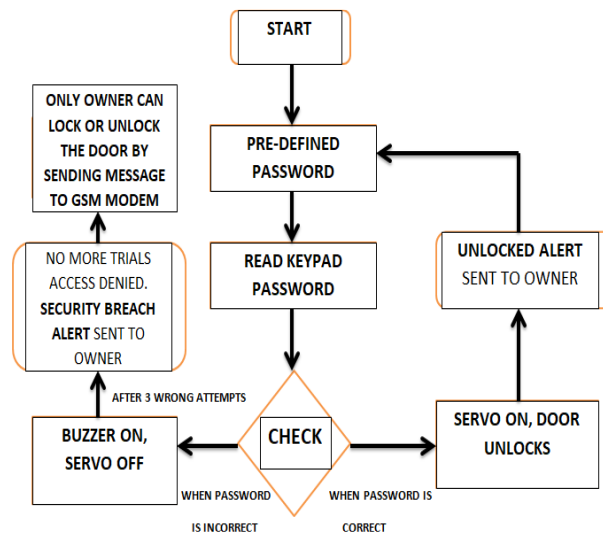 START
ONLY OWNER CAN
LOCK OR UNLOCK
THE DOOR BY
SENDING MESSAGE
TO GSM MODEM
PRE-DEFINED
PASSWORD
NO MORE TRIALS
ACCESS DENIED.
SECURITY BREACH
ALERT SENT TO
OWNER
READ KEYPAD
PASSWORD
UNLOCKED ALERT
SENT TO OWNER
AFTER 3 WRONG ATTEMPTS
BUZZER ON,
SERVO OFF
CHECK
SERVO ON, DOOR
UNLOCKS
WHEN PASSWORD
IS INCORRECT
WHEN PASSWORD IS
CORRECT